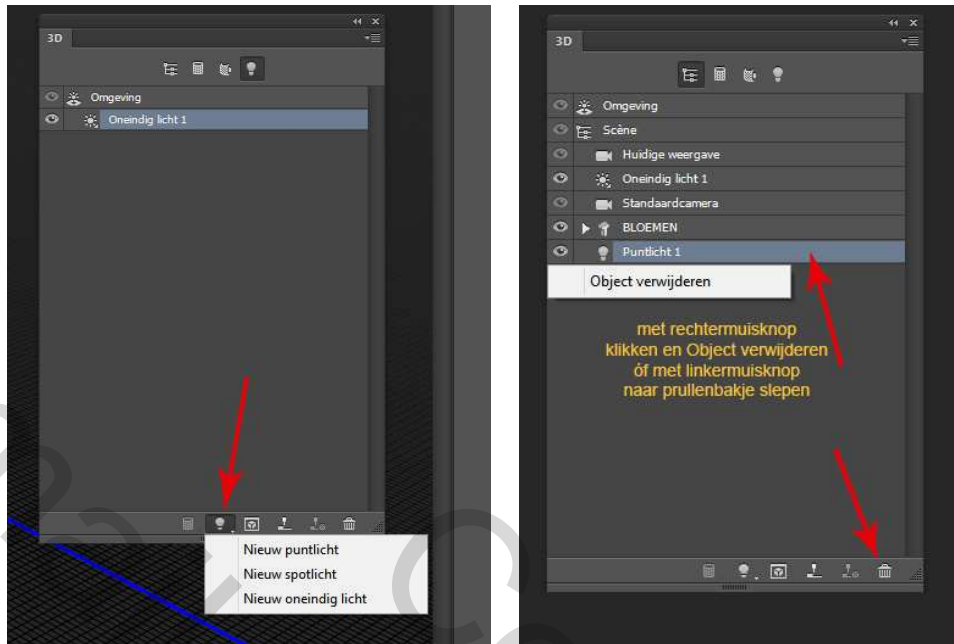 3D
Omgeving
Oneindig licht 1
Nieuw puntlicht
Nieuw spotlicht
Nieuw oneindig licht
3D
Omgeving
Scène
Huidige weergave
Oneindig licht 1
Standaardcamera
BLOEMEN
Puntlicht 1
Object verwijderen
met rechtermuisknop
klikken en Object verwijderen
óf met linkermuisknop
naar prullenbakje slepen